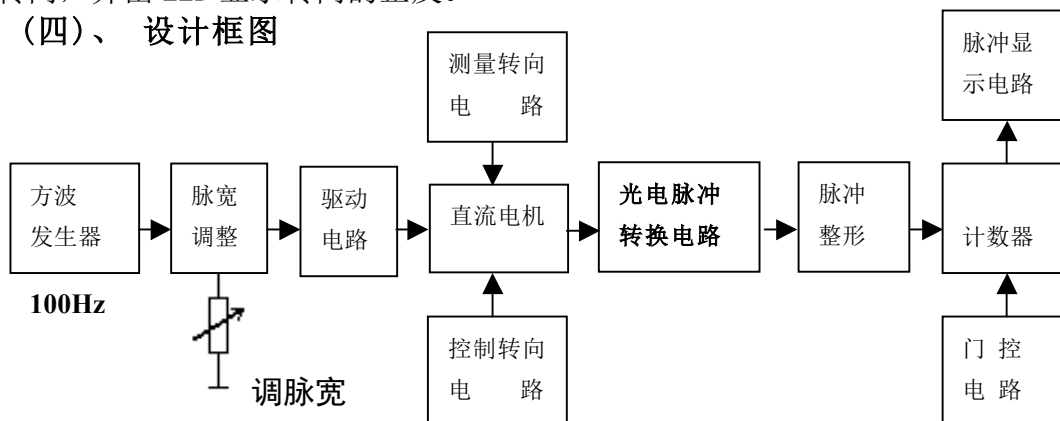 (四)、 设计框图
测量转向
电 路
脉冲显
示电路
方波
发生器
脉宽
调整
驱动
电路
直流电机
光电脉冲
转换电路
脉冲
整形
计数器
100Hz
调脉宽
控制转向
电 路
门 控
电 路